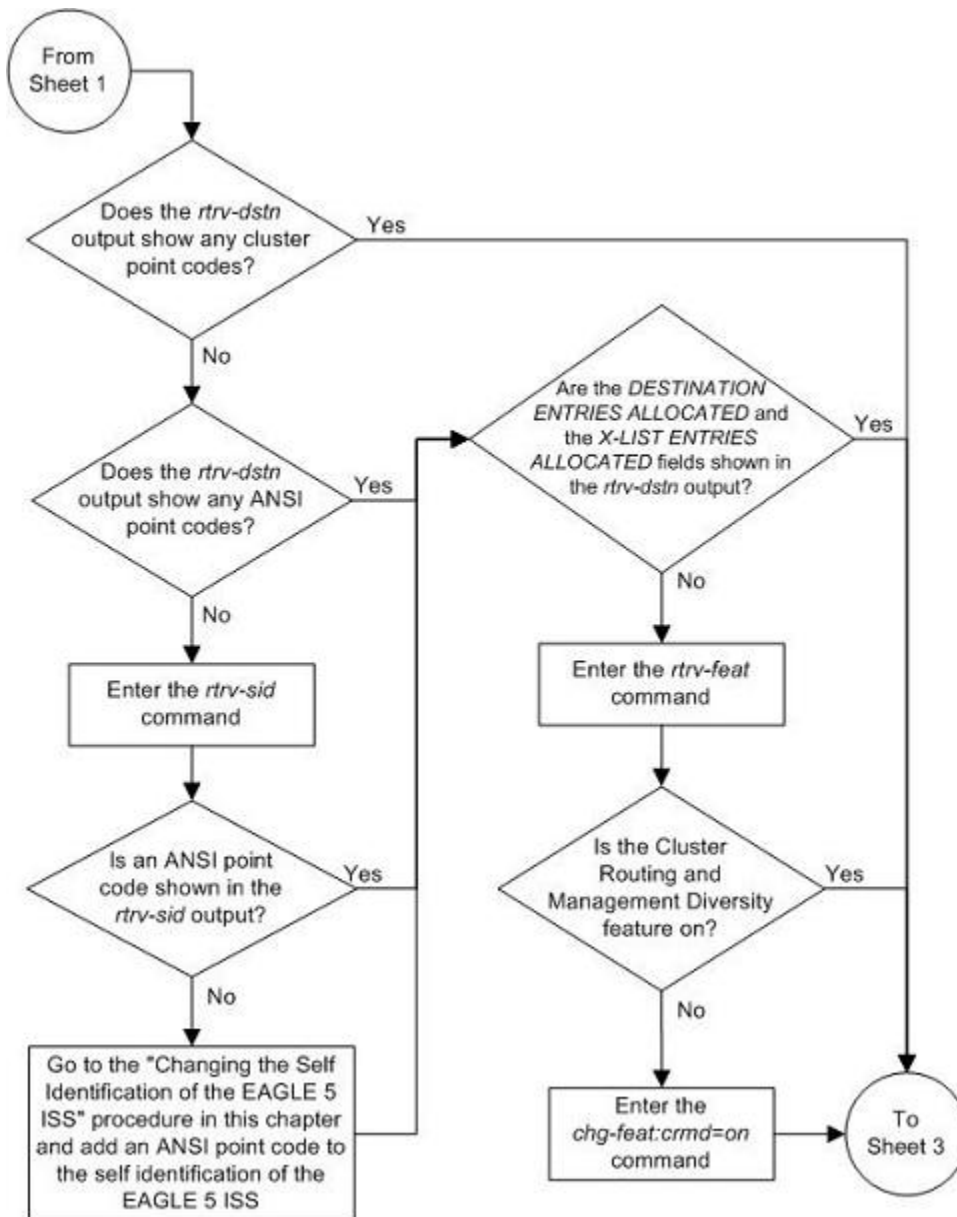 From
Sheet 1
Does the rtrv-dstn
output show any cluster
point codes?
Yes
No
Does the rtrv-dstn
output show any ANSI
point codes?
Yes
No
Enter the rtrv-sid
command
Is an ANSI point
code shown in the
rtrv-sid output?
Yes
No
Go to the "Changing the Self
Identification of the EAGLE 5
ISS" procedure in this chapter
and add an ANSI point code to
the self identification of the
EAGLE 5 ISS
Are the DESTINATION
ENTRIES ALLOCATED and
the X-LIST ENTRIES
ALLOCATED fields shown in
the rtrv-dstn output?
Yes
No
Enter the rtrv-feat
command
Is the Cluster
Routing and
Management Diversity
feature on?
Yes
No
Enter the
chg-feat:crmd=on
command
To
Sheet 3